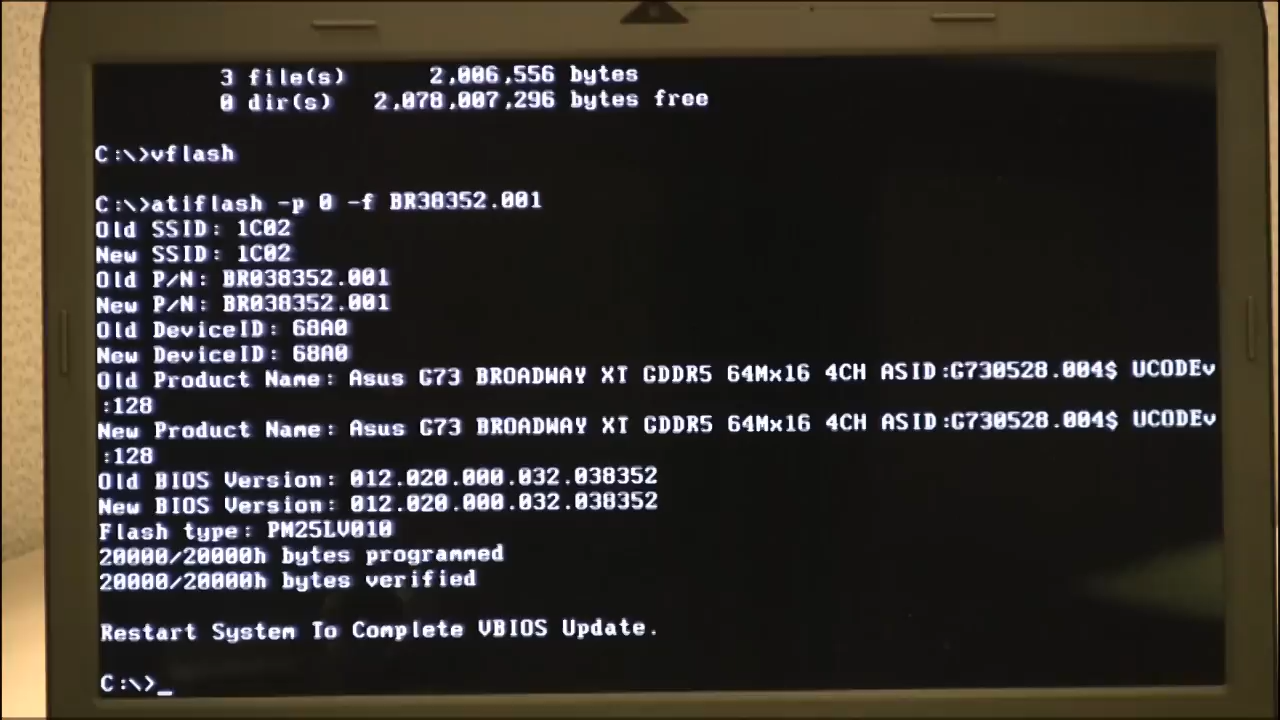 3 file(s) 2,006,556 bytes
0 dir(s) 2,078,007,296 bytes free
C:\>vflash
C:\>atiflash -p 0 -f BR38352.001
Old SSID: 1C02
New SSID: 1C02
Old P/N: BR038352.001
New P/N: BR038352.001
Old DeviceID: 68A0
New DeviceID: 68A0
Old Product Name: Asus G73 BROADWAY XT GDDR5 64Mx16 4CH ASID:G730528.004$ UCODEv
:128
New Product Name: Asus G73 BROADWAY XT GDDR5 64Mx16 4CH ASID:G730528.004$ UCODEv
:128
Old BIOS Version: 012.020.000.032.038352
New BIOS Version: 012.020.000.032.038352
Flash type: PM25LV010
20000/20000h bytes programmed
20000/20000h bytes verified
Restart System To Complete VBIOS Update.
C:\>_